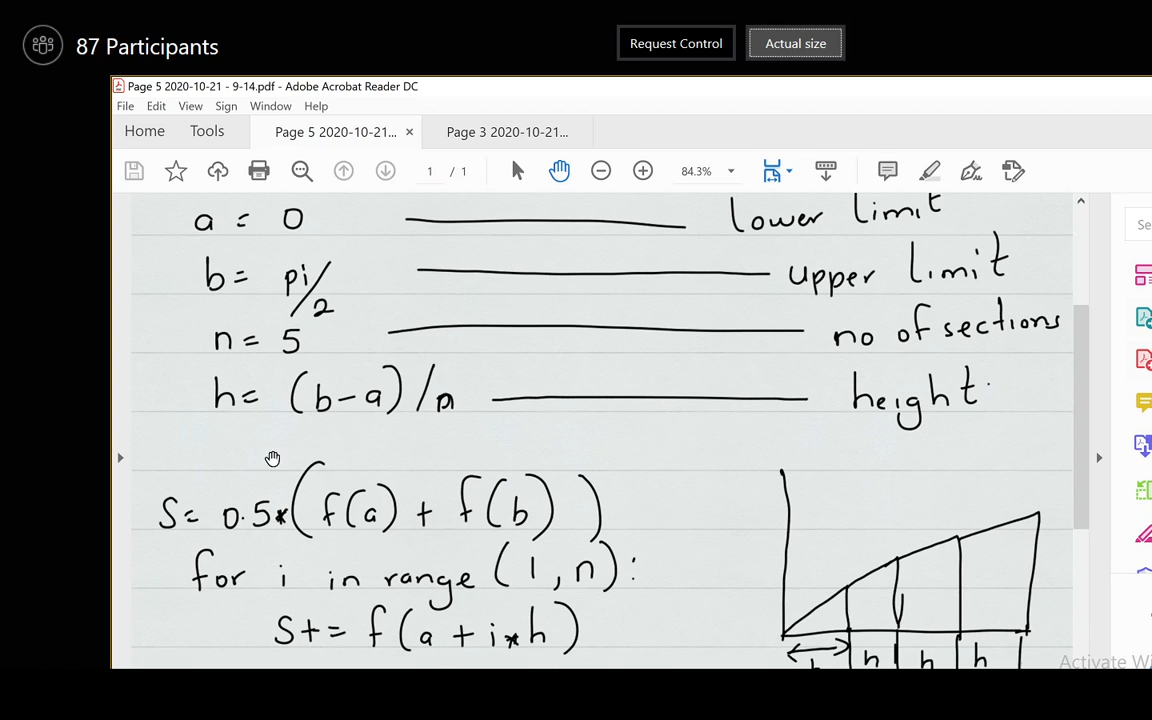 87 Participants
Request Control
Actual size
Page 5 2020-10-21 - 9-14.pdf - Adobe Acrobat Reader DC
File Edit View Sign Window Help
Home Tools Page 5 2020-10-21... × Page 3 2020-10-21...
1 / 1 84.3%
a = 0 lower limit
b = pi/2 upper limit
n = 5 no of sections
h = (b-a)/n height
S = 0.5*(f(a) + f(b))
for i in range (1, n):
S+= f(a + i*h)
h h h
Activate Wi
Se